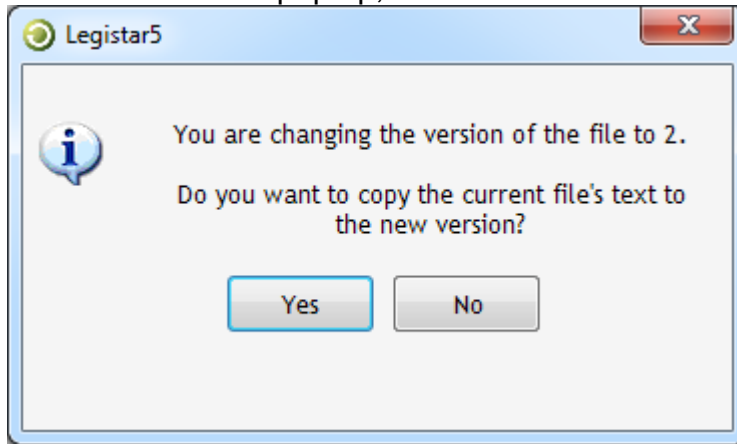 Legistar5
You are changing the version of the file to 2.
Do you want to copy the current file's text to
the new version?
Yes
No